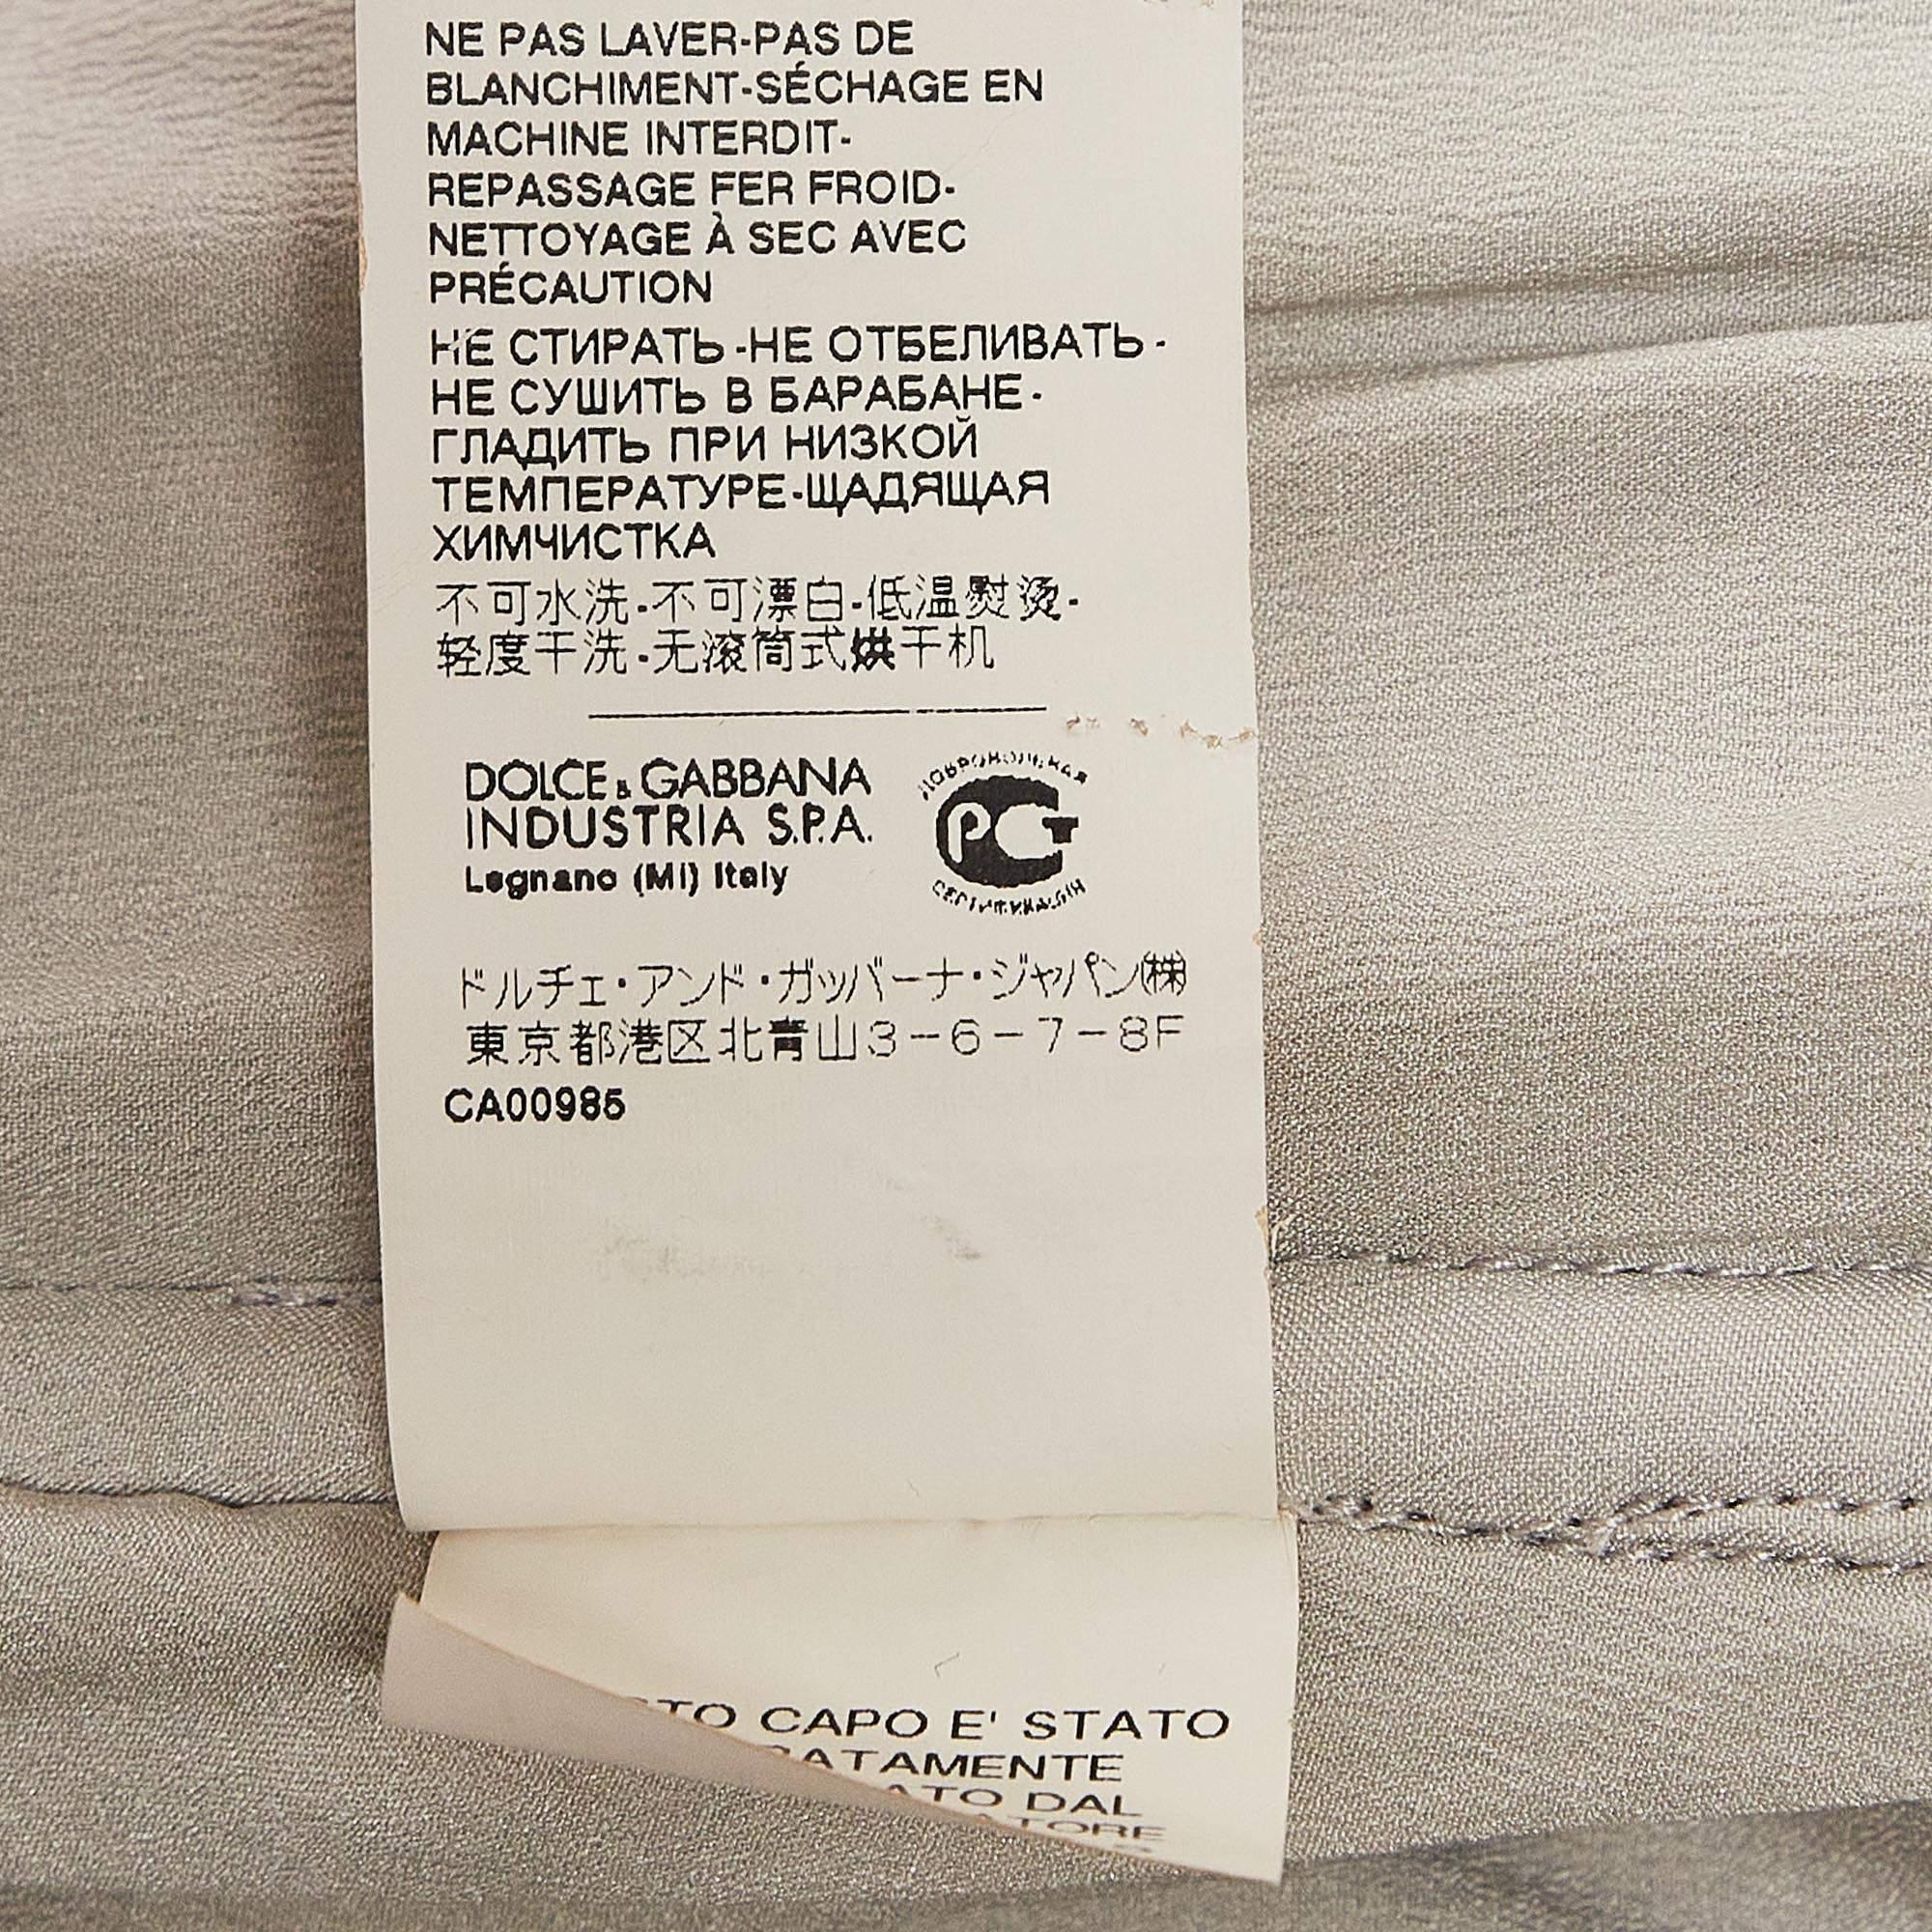 NE PAS LAVER-PAS DE
BLANCHIMENT-SÉCHAGE EN
MACHINE INTERDIT-
REPASSAGE FER FROID-
NETTOYAGE À SEC AVEC
PRÉCAUTION
НЕ СТИРАТЬ-НЕ ОТБЕЛИВАТЬ-
НЕ СУШИТЬ В БАРАБАНЕ-
ГЛАДИТЬ ПРИ НИЗКОЙ
ТЕМПЕРАТУРЕ-ЩАДЯЩАЯ
ХИМЧИСТКА
不可水洗-不可漂白-低温熨烫-
轻度干洗-无滚筒式烘干机
DOLCE & GABBANA
INDUSTRIA S.P.A.
Legnano (MI) Italy
ДОБРОВОЛЬНАЯ
РСТ
СЕРТИФИКАЦИЯ
ドルチェ・アンド・ガッバーナ・ジャパン㈱
東京都港区北青山3-6-7-8F
CA00985
CAPO E' STATO
DAL